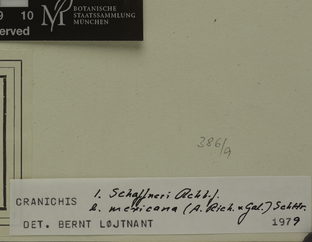 9 10
erved
BOTANISCHE
STAATSSAMMLUNG
MÜNCHEN
386/9
CRANICHIS 1. Schaffneri Rchb f.
2. mexicana (A. Rich. & Gal.) Schltr.
DET. BERNT LØJTNANT 1979